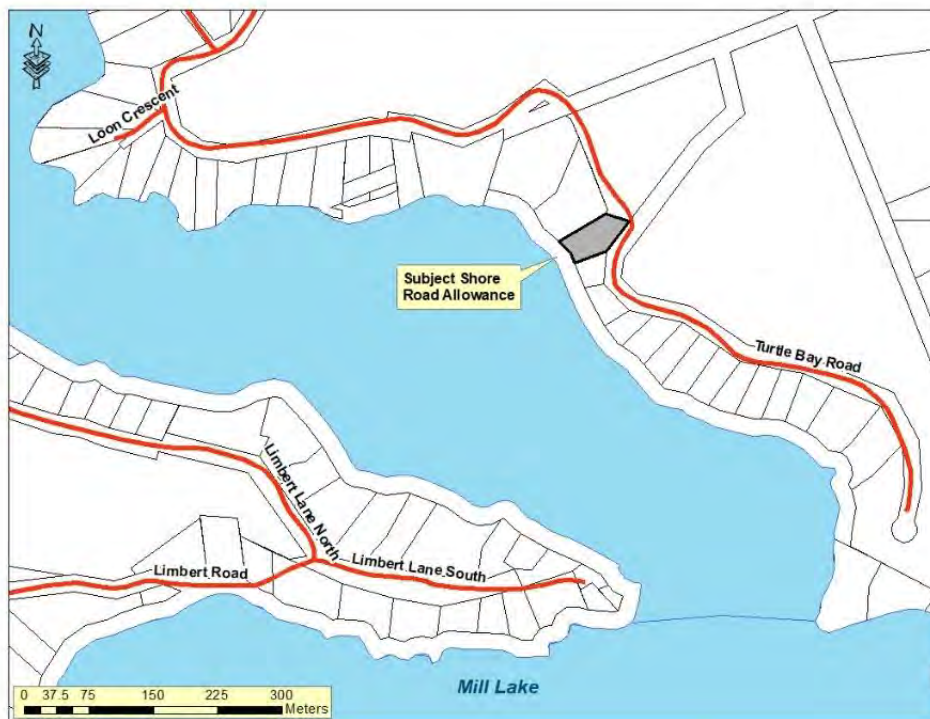 N
Loon Crescent
Subject Shore
Road Allowance
Turtle Bay Road
Limbert Lane North
Limbert Lane South
Limbert Road
Mill Lake
0 37.5 75 150 225 300
Meters